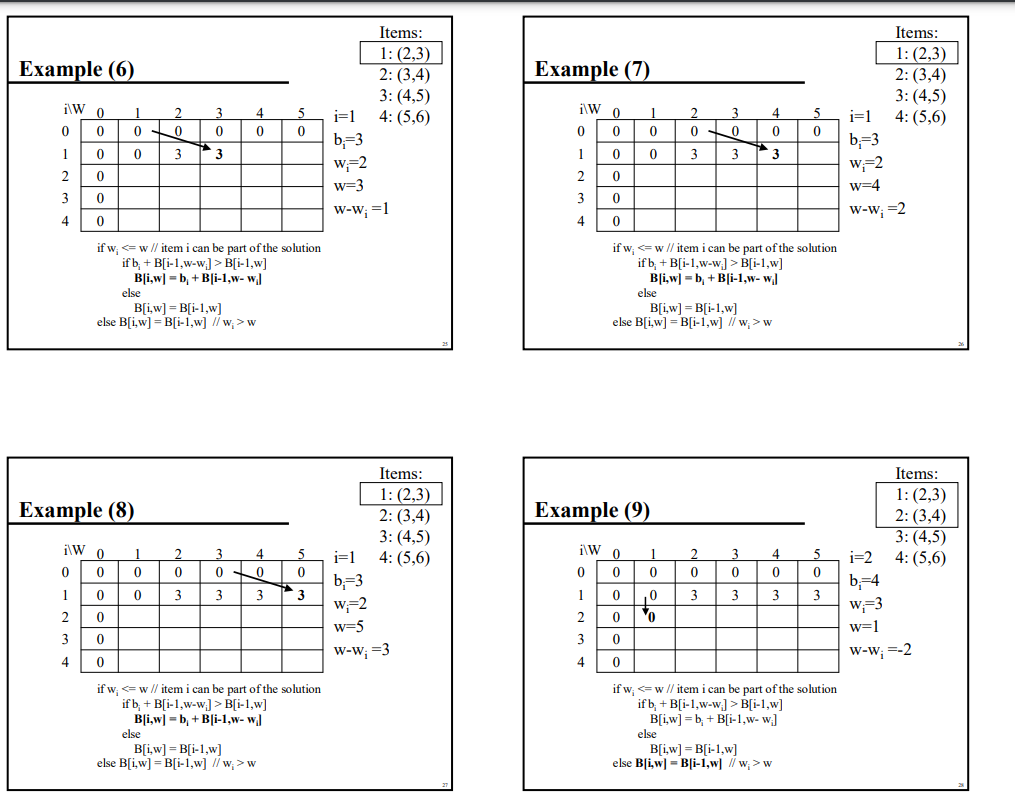 Items:
1: (2,3)
Example (6)
2: (3,4)
3: (4,5)
i\W 0 1 2 3 4 5 i=1 4: (5,6)
0 0 0 0 0 0 0
bi=3
1 0 0 3 3
wi=2
2 0
w=3
3 0
w-wi =1
4 0
if wi <= w // item i can be part of the solution
if bi + B[i-1,w-wi] > B[i-1,w]
B[i,w] = bi + B[i-1,w- wi]
else
B[i,w] = B[i-1,w]
else B[i,w] = B[i-1,w] // wi > w
25
Items:
1: (2,3)
Example (7)
2: (3,4)
3: (4,5)
i\W 0 1 2 3 4 5 i=1 4: (5,6)
0 0 0 0 0 0 0
bi=3
1 0 0 3 3 3
wi=2
2 0
w=4
3 0
w-wi =2
4 0
if wi <= w // item i can be part of the solution
if bi + B[i-1,w-wi] > B[i-1,w]
B[i,w] = bi + B[i-1,w- wi]
else
B[i,w] = B[i-1,w]
else B[i,w] = B[i-1,w] // wi > w
26
Items:
1: (2,3)
Example (8)
2: (3,4)
3: (4,5)
i\W 0 1 2 3 4 5 i=1 4: (5,6)
0 0 0 0 0 0 0
bi=3
1 0 0 3 3 3 3
wi=2
2 0
w=5
3 0
w-wi =3
4 0
if wi <= w // item i can be part of the solution
if bi + B[i-1,w-wi] > B[i-1,w]
B[i,w] = bi + B[i-1,w- wi]
else
B[i,w] = B[i-1,w]
else B[i,w] = B[i-1,w] // wi > w
27
Items:
1: (2,3)
Example (9)
2: (3,4)
3: (4,5)
i\W 0 1 2 3 4 5 i=2 4: (5,6)
0 0 0 0 0 0 0
bi=4
1 0 0 3 3 3 3
wi=3
2 0 0
w=1
3 0
w-wi =-2
4 0
if wi <= w // item i can be part of the solution
if bi + B[i-1,w-wi] > B[i-1,w]
B[i,w] = bi + B[i-1,w- wi]
else
B[i,w] = B[i-1,w]
else B[i,w] = B[i-1,w] // wi > w
28